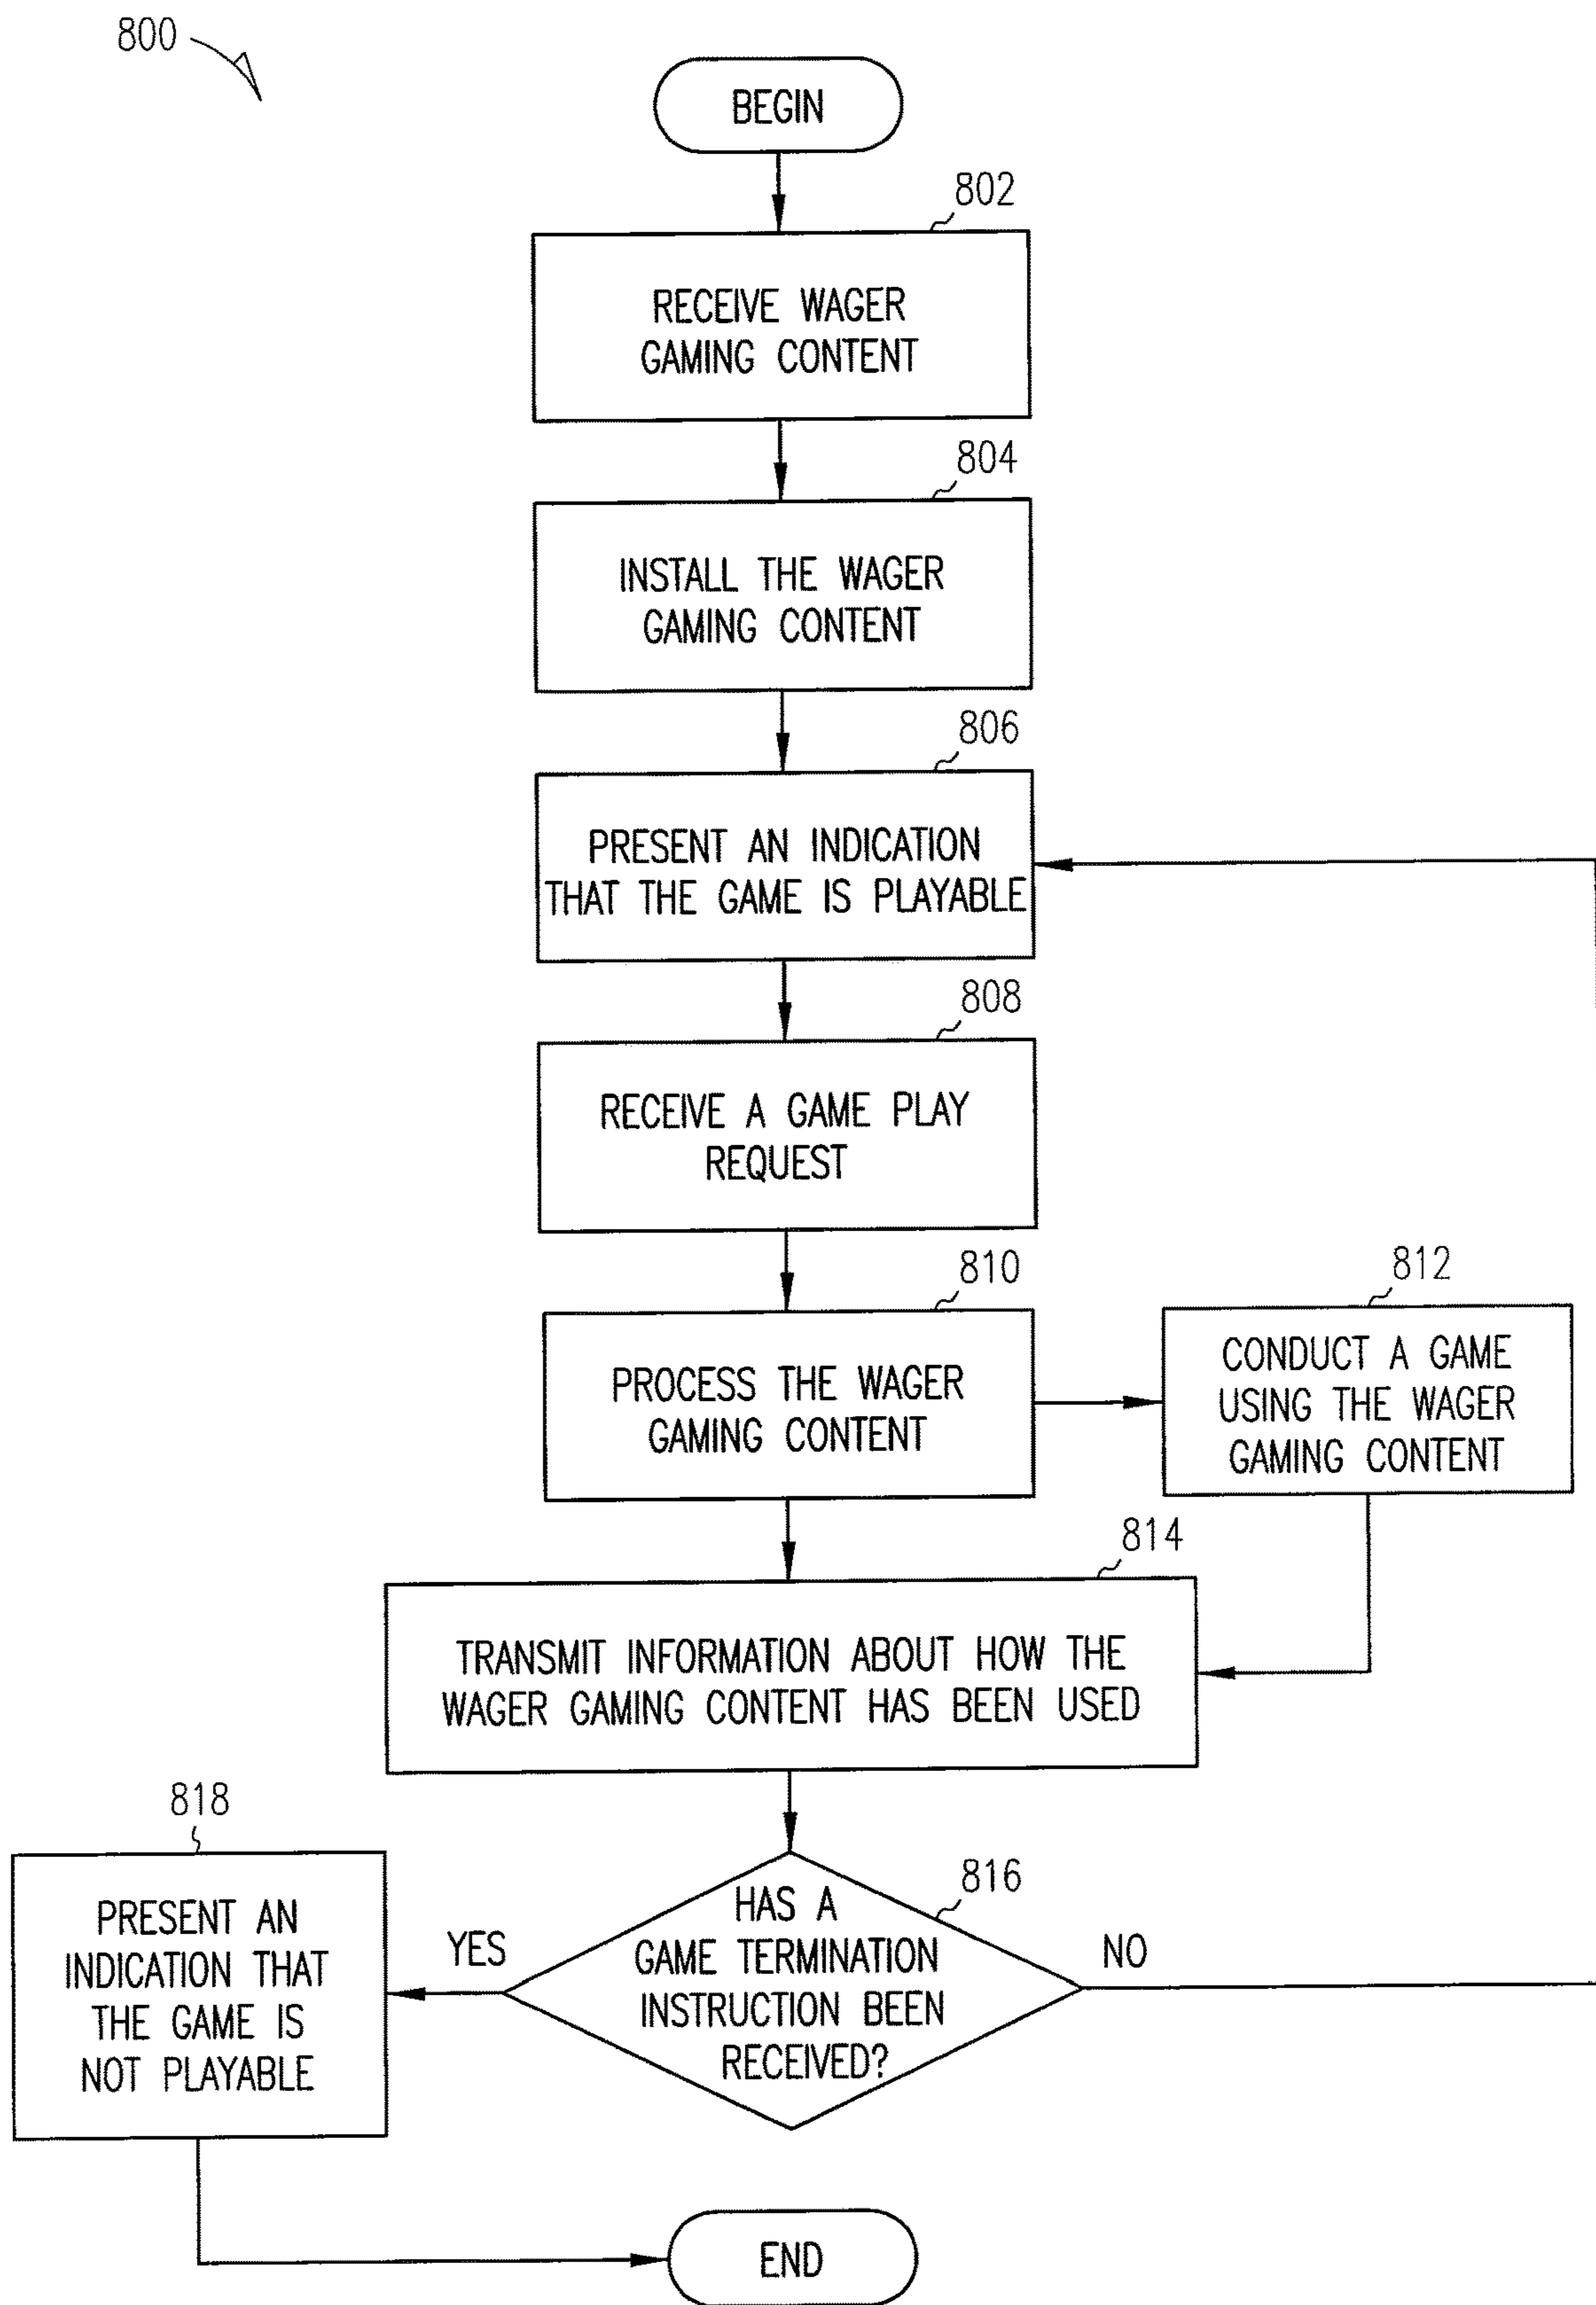 800
BEGIN
802
RECEIVE WAGER
GAMING CONTENT
804
INSTALL THE WAGER
GAMING CONTENT
806
PRESENT AN INDICATION
THAT THE GAME IS PLAYABLE
808
RECEIVE A GAME PLAY
REQUEST
810
PROCESS THE WAGER
GAMING CONTENT
812
CONDUCT A GAME
USING THE WAGER
GAMING CONTENT
814
TRANSMIT INFORMATION ABOUT HOW THE
WAGER GAMING CONTENT HAS BEEN USED
816
HAS A
GAME TERMINATION
INSTRUCTION BEEN
RECEIVED?
YES
NO
818
PRESENT AN
INDICATION THAT
THE GAME IS
NOT PLAYABLE
END